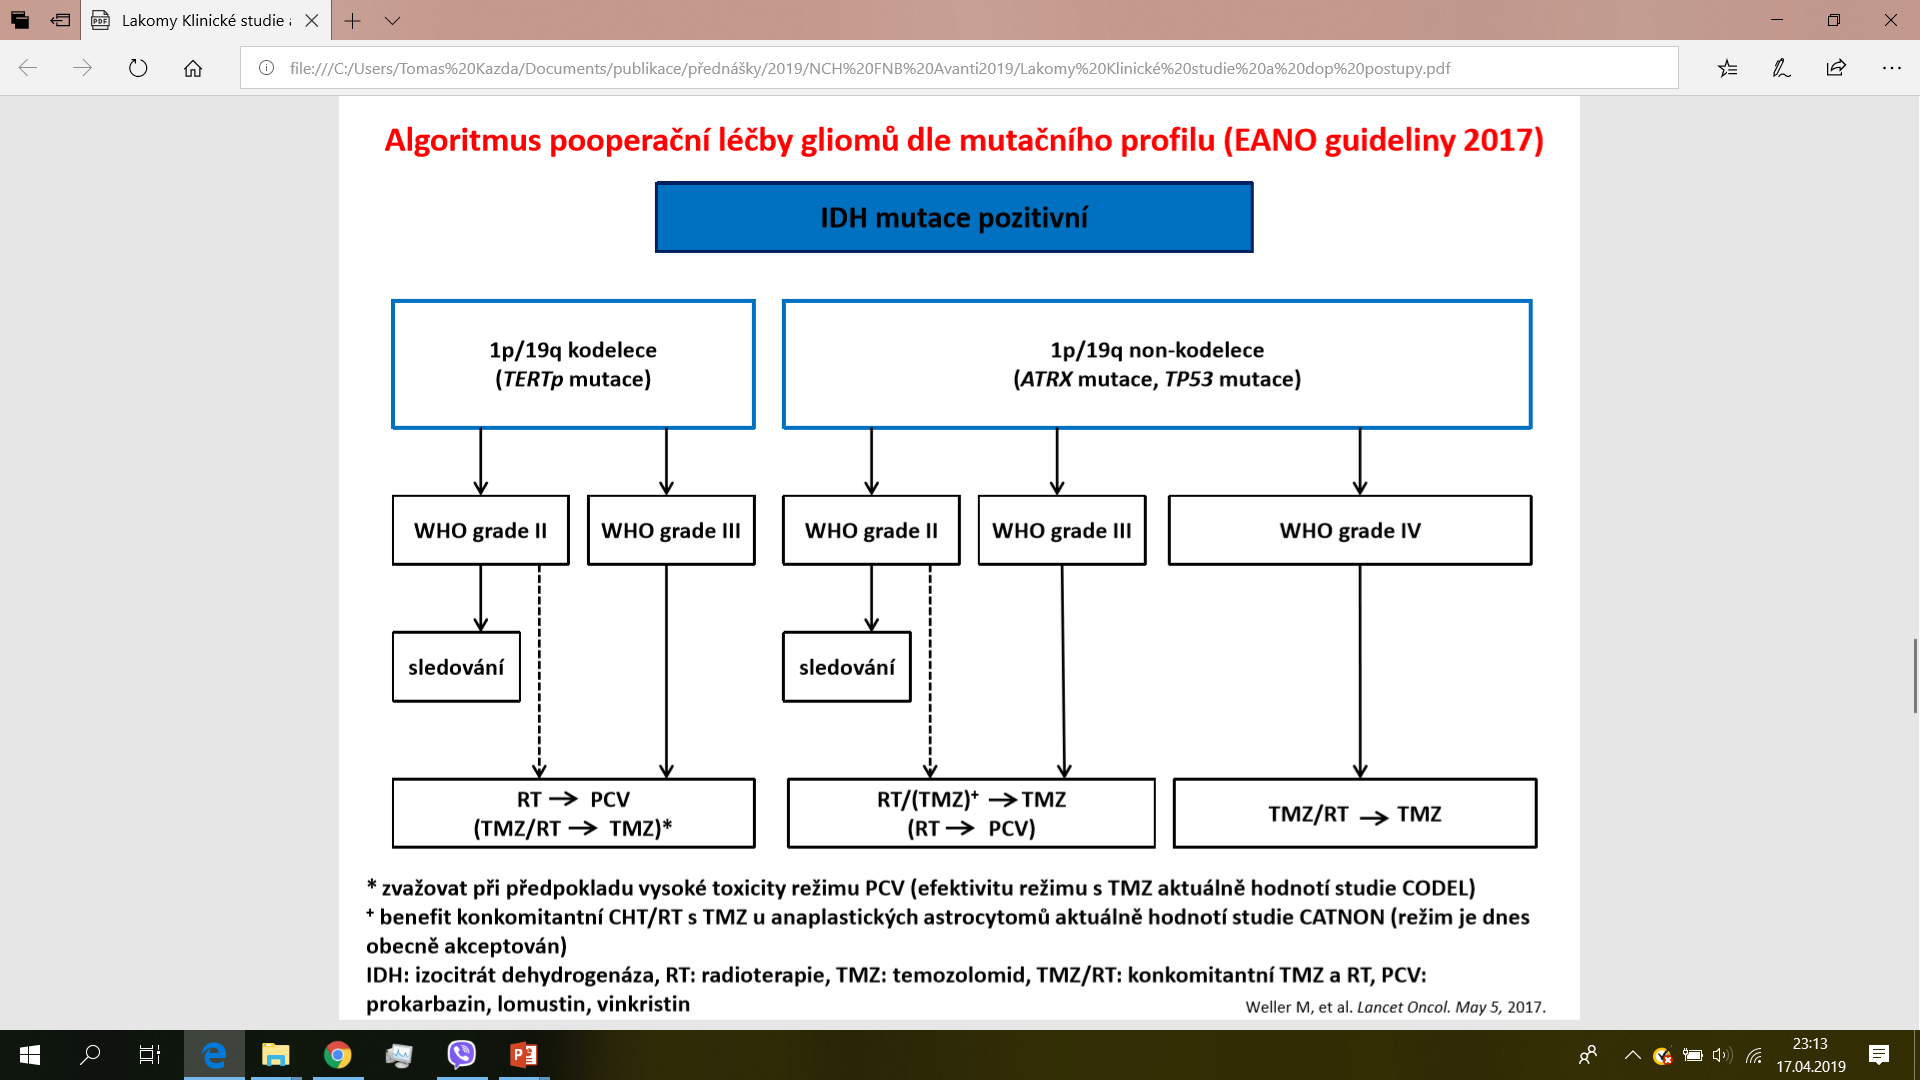 Lakomy Klinické studie a
file:///C:/Users/Tomas%20Kazda/Documents/publikace/přednášky/2019/NCH%20FNB%20Avanti2019/Lakomy%20Klinické%20studie%20a%20dop%20postupy.pdf
Algoritmus pooperační léčby gliomů dle mutačního profilu (EANO guideliny 2017)
IDH mutace pozitivní
1p/19q kodelece
(TERTp mutace)
1p/19q non-kodelece
(ATRX mutace, TP53 mutace)
WHO grade II
WHO grade III
WHO grade II
WHO grade III
WHO grade IV
sledování
sledování
RT → PCV
(TMZ/RT → TMZ)*
RT/(TMZ)⁺ → TMZ
(RT → PCV)
TMZ/RT → TMZ
* zvažovat při předpokladu vysoké toxicity režimu PCV (efektivitu režimu s TMZ aktuálně hodnotí studie CODEL)
⁺ benefit konkomitantní CHT/RT s TMZ u anaplastických astrocytomů aktuálně hodnotí studie CATNON (režim je dnes
obecně akceptován)
IDH: izocitrát dehydrogenáza, RT: radioterapie, TMZ: temozolomid, TMZ/RT: konkomitantní TMZ a RT, PCV:
prokarbazin, lomustin, vinkristin
Weller M, et al. Lancet Oncol. May 5, 2017.
23:13
17.04.2019